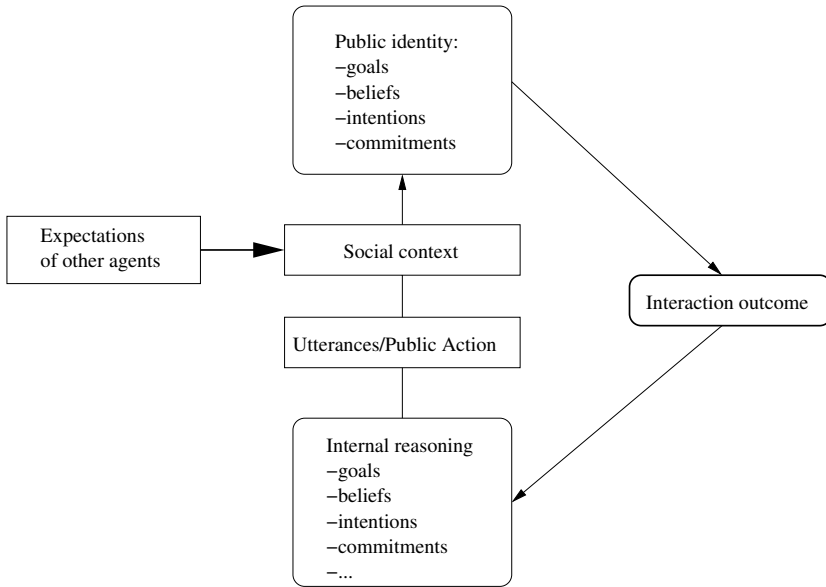 Public identity:
−goals
−beliefs
−intentions
−commitments
Expectations
of other agents
Social context
Interaction outcome
Utterances/Public Action
Internal reasoning
−goals
−beliefs
−intentions
−commitments
−...